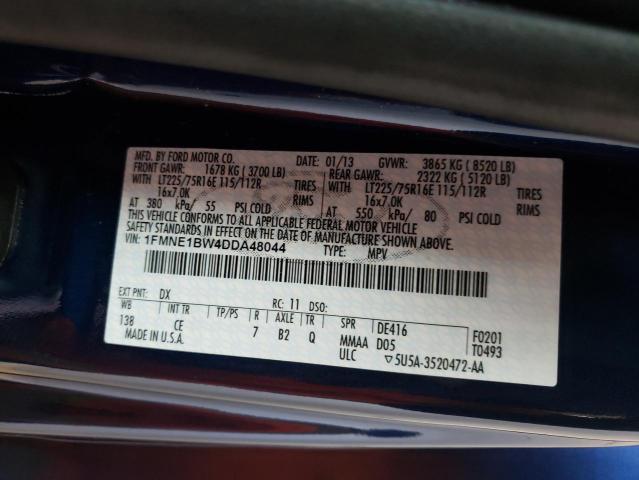 MFD. BY FORD MOTOR CO. 01/13 GVWR: 3865 KG ( 8520 LB)
FRONT GAWR: 1678 KG ( 3700 LB) REAR GAWR: 2322 KG ( 5120 LB)
WITH LT225/75R16E 115/112R TIRES WITH LT225/75R16E 115/112R TIRES
16x7.0K RIMS 16x7.0K RIMS
AT 380 kPa/ 55 PSI COLD AT 550 kPa/ 80 PSI COLD
THIS VEHICLE CONFORMS TO ALL APPLICABLE FEDERAL MOTOR VEHICLE
SAFETY STANDARDS IN EFFECT ON THE DATE OF MANUFACTURE SHOWN ABOVE.
VIN: 1FMNE1BW4DDA48044 TYPE: MPV
EXT PNT: DX RC: 11 DSO:
WB INT TR TP/PS R AXLE TR SPR DE416 F0201
138 CE 7 B2 Q MMAA D05 T0493
MADE IN U.S.A. ULC ▽5U5A-3520472-AA